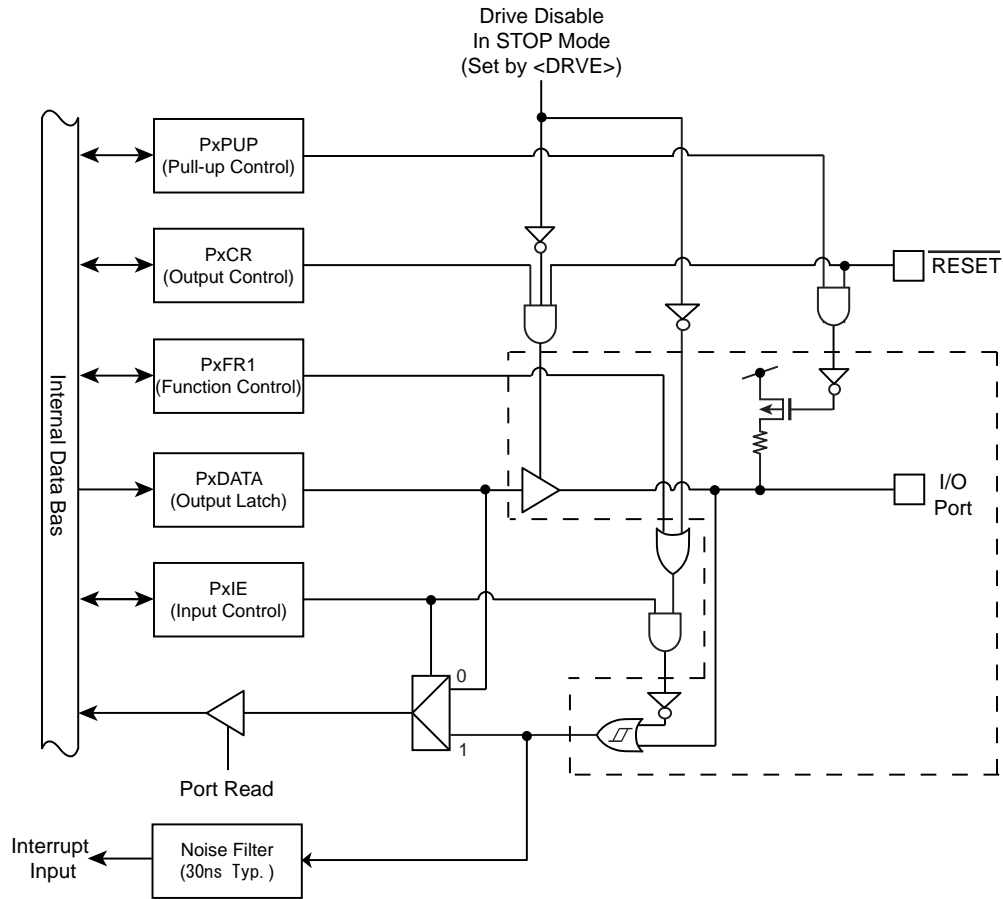 Drive Disable
In STOP Mode
(Set by <DRVE>)
PxPUP
(Pull-up Control)
PxCR
(Output Control)
RESET
PxFR1
(Function Control)
Internal Data Bas
PxDATA
(Output Latch)
I/O
Port
PxIE
(Input Control)
0
1
Port Read
Interrupt
Input
Noise Filter
(30ns Typ.)